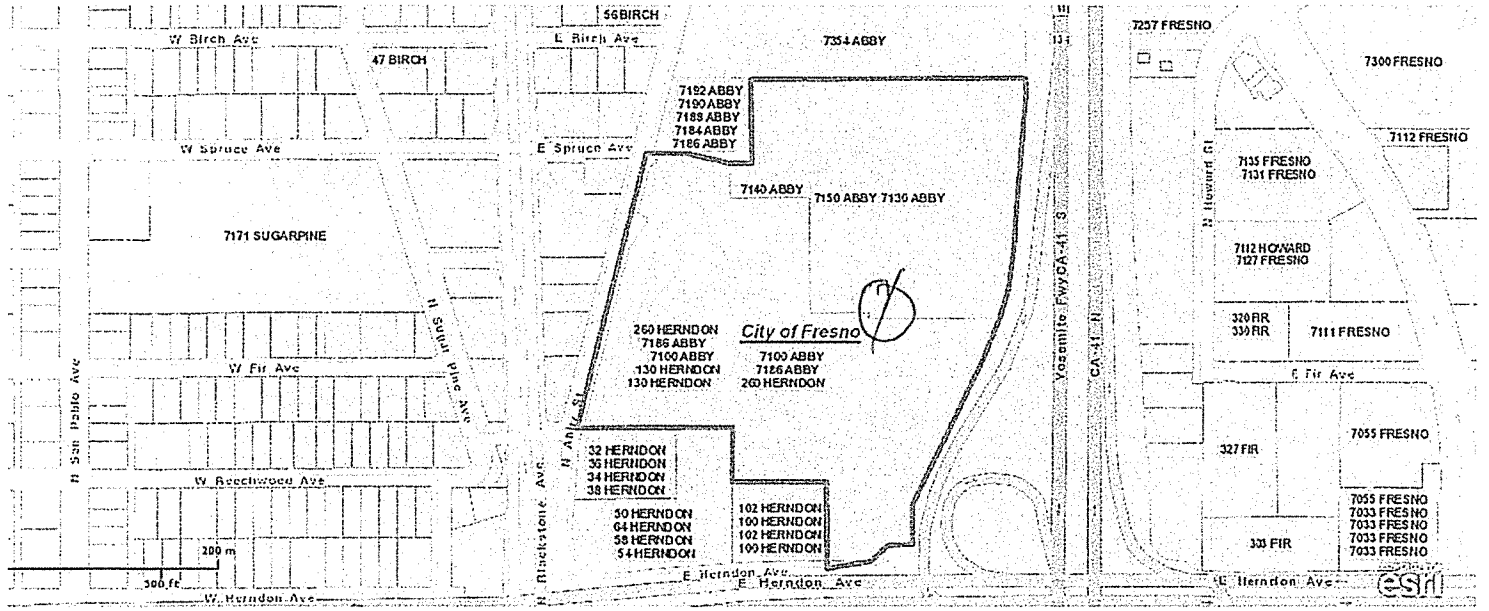 56 BIRCH
W Birch Ave
E Birch Ave
47 BIRCH
7354 ABBY
7257 FRESNO
7300 FRESNO
7192 ABBY
7190 ABBY
7188 ABBY
7184 ABBY
7186 ABBY
W Spruce Ave
E Spruce Ave
7112 FRESNO
7135 FRESNO
7131 FRESNO
N Howard St
7140 ABBY
7150 ABBY 7130 ABBY
7171 SUGARPINE
Yosemite Fwy CA-41 S
CA-41 N
7112 HOWARD
7127 FRESNO
N Sugar Pine Ave
320 FIR
330 FIR
7111 FRESNO
260 HERNDON
7186 ABBY
7100 ABBY
130 HERNDON
130 HERNDON
City of Fresno
7100 ABBY
7186 ABBY
260 HERNDON
N
W Fir Ave
E Fir Ave
N San Pablo Ave
N Abby St
32 HERNDON
36 HERNDON
34 HERNDON
38 HERNDON
327 FIR
7055 FRESNO
W Beechwood Ave
N Blackstone Ave
50 HERNDON
64 HERNDON
58 HERNDON
54 HERNDON
102 HERNDON
100 HERNDON
102 HERNDON
100 HERNDON
303 FIR
7055 FRESNO
7033 FRESNO
7033 FRESNO
7033 FRESNO
7033 FRESNO
200 m
500 ft
E Herndon Ave
E Herndon Ave
E Herndon Ave
W Herndon Ave
esri